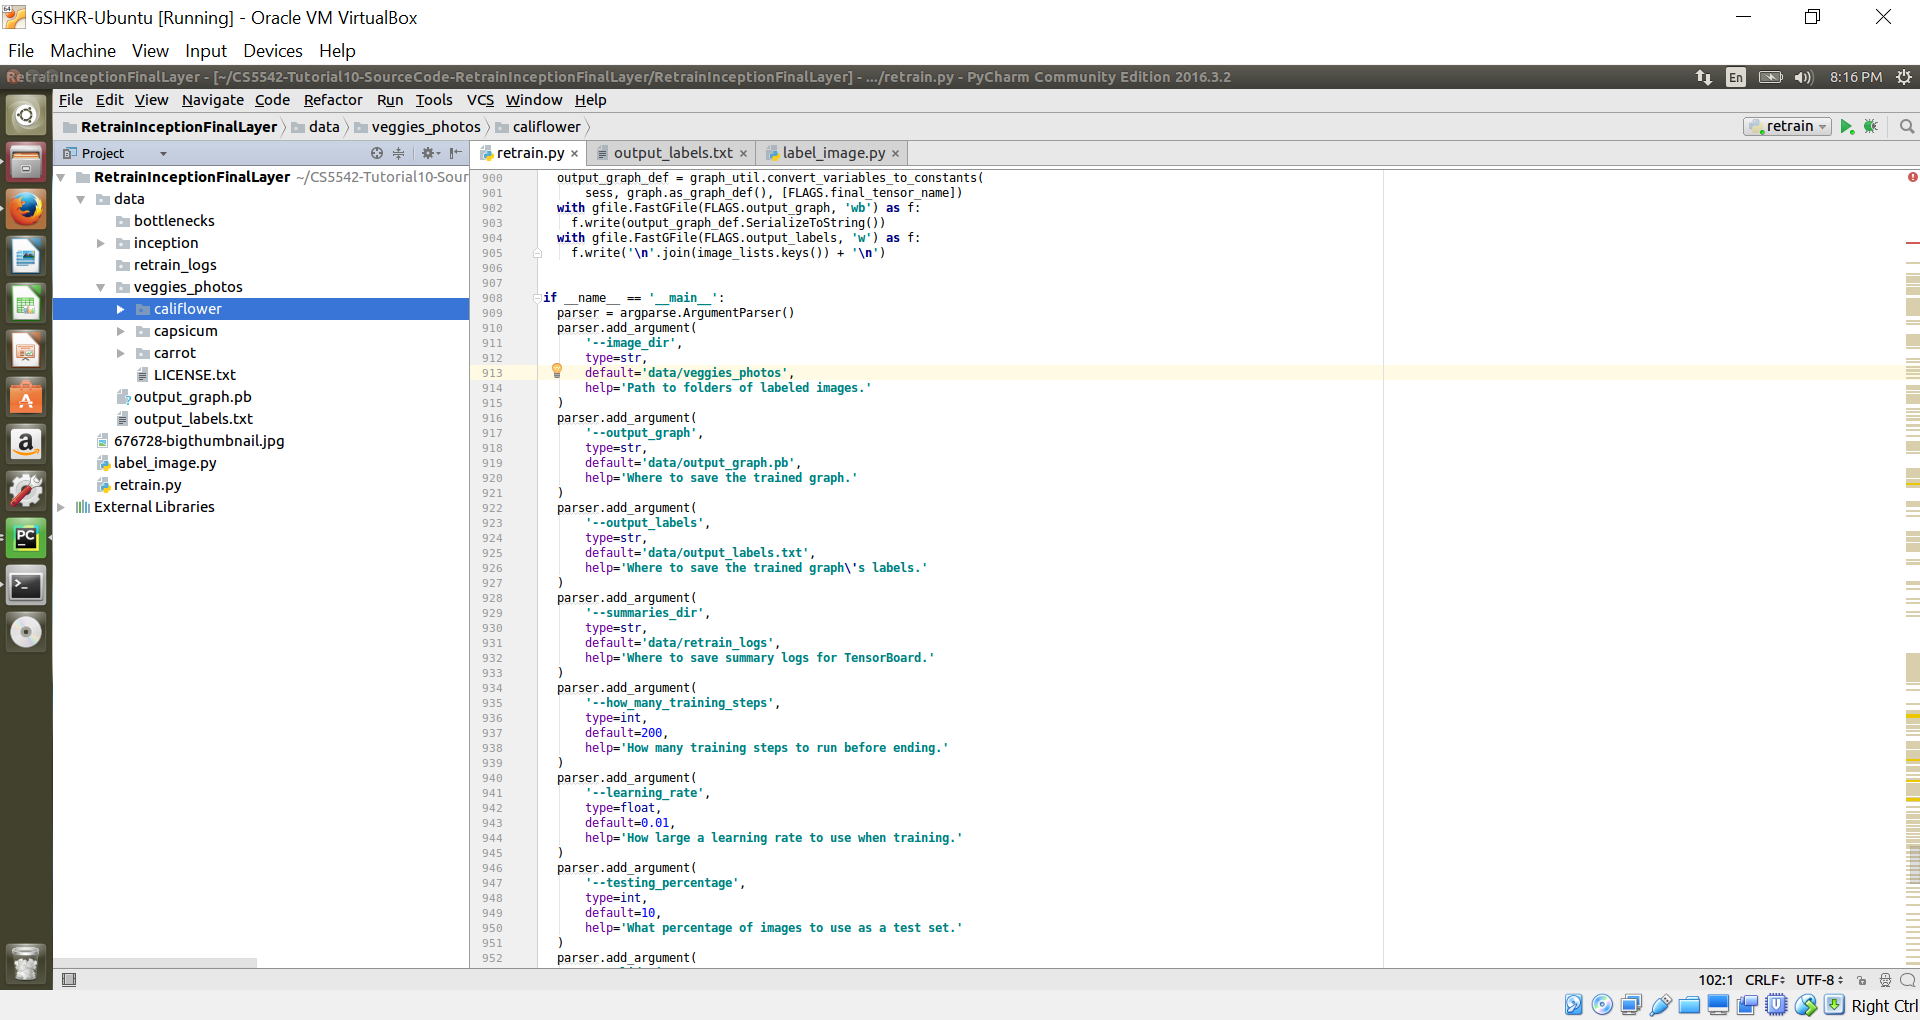 GSHKR-Ubuntu [Running] - Oracle VM VirtualBox
File Machine View Input Devices Help
RetrainInceptionFinalLayer - [~/CS5542-Tutorial10-SourceCode-RetrainInceptionFinalLayer/RetrainInceptionFinalLayer] - .../retrain.py - PyCharm Community Edition 2016.3.2
En 8:16 PM
File Edit View Navigate Code Refactor Run Tools VCS Window Help
RetrainInceptionFinalLayer data veggies_photos califlower
retrain
Project
retrain.py output_labels.txt label_image.py
RetrainInceptionFinalLayer ~/CS5542-Tutorial10-Sour
data
bottlenecks
inception
retrain_logs
veggies_photos
califlower
capsicum
carrot
LICENSE.txt
output_graph.pb
output_labels.txt
676728-bigthumbnail.jpg
label_image.py
retrain.py
External Libraries
900 output_graph_def = graph_util.convert_variables_to_constants(
901 sess, graph.as_graph_def(), [FLAGS.final_tensor_name])
902 with gfile.FastGFile(FLAGS.output_graph, 'wb') as f:
903 f.write(output_graph_def.SerializeToString())
904 with gfile.FastGFile(FLAGS.output_labels, 'w') as f:
905 f.write('\n'.join(image_lists.keys()) + '\n')
906
907
908 if __name__ == '__main__':
909 parser = argparse.ArgumentParser()
910 parser.add_argument(
911 '--image_dir',
912 type=str,
913 default='data/veggies_photos',
914 help='Path to folders of labeled images.'
915 )
916 parser.add_argument(
917 '--output_graph',
918 type=str,
919 default='data/output_graph.pb',
920 help='Where to save the trained graph.'
921 )
922 parser.add_argument(
923 '--output_labels',
924 type=str,
925 default='data/output_labels.txt',
926 help='Where to save the trained graph\'s labels.'
927 )
928 parser.add_argument(
929 '--summaries_dir',
930 type=str,
931 default='data/retrain_logs',
932 help='Where to save summary logs for TensorBoard.'
933 )
934 parser.add_argument(
935 '--how_many_training_steps',
936 type=int,
937 default=200,
938 help='How many training steps to run before ending.'
939 )
940 parser.add_argument(
941 '--learning_rate',
942 type=float,
943 default=0.01,
944 help='How large a learning rate to use when training.'
945 )
946 parser.add_argument(
947 '--testing_percentage',
948 type=int,
949 default=10,
950 help='What percentage of images to use as a test set.'
951 )
952 parser.add_argument(
102:1 CRLF UTF-8
Right Ctrl